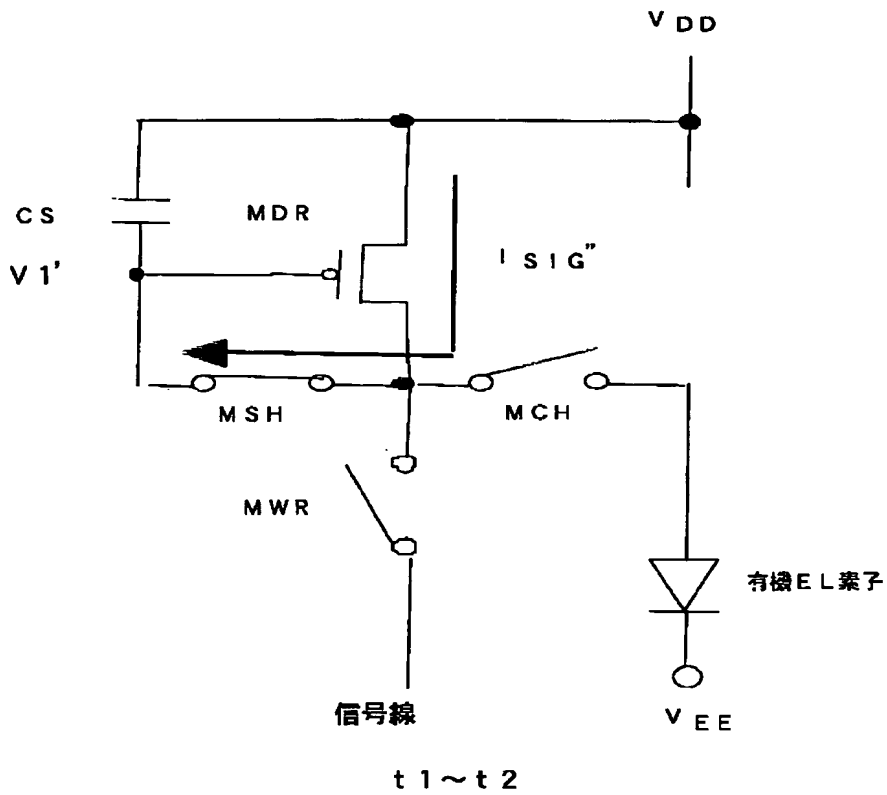 VDD
CS
MDR
ISIG"
V1'
MSH
MCH
MWR
有機EL素子
信号線
VEE
t1～t2